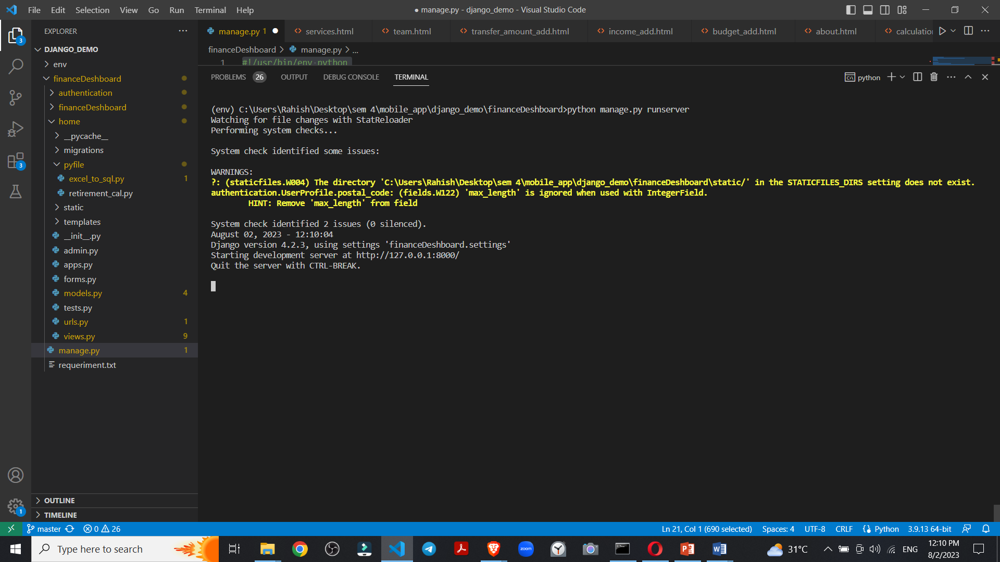 File Edit Selection View Go Run Terminal Help
● manage.py - django_demo - Visual Studio Code
EXPLORER
manage.py 1
services.html
team.html
transfer_amount_add.html
income_add.html
budget_add.html
about.html
calculation
3
DJANGO_DEMO
financeDeshboard > manage.py > ...
env
1 #!/usr/bin/env python
financeDeshboard
PROBLEMS 26 OUTPUT DEBUG CONSOLE TERMINAL
python
authentication
financeDeshboard
home
__pycache__
migrations
pyfile
excel_to_sql.py 1
retirement_cal.py
static
templates
__init__.py
admin.py
apps.py
forms.py
models.py 4
tests.py
urls.py 1
views.py 9
manage.py 1
requeriment.txt
3
(env) C:\Users\Rahish\Desktop\sem 4\mobile_app\django_demo\financeDeshboard>python manage.py runserver
Watching for file changes with StatReloader
Performing system checks...
System check identified some issues:
WARNINGS:
?: (staticfiles.W004) The directory 'C:\Users\Rahish\Desktop\sem 4\mobile_app\django_demo\financeDeshboard\static/' in the STATICFILES_DIRS setting does not exist.
authentication.UserProfile.postal_code: (fields.W122) 'max_length' is ignored when used with IntegerField.
HINT: Remove 'max_length' from field
System check identified 2 issues (0 silenced).
August 02, 2023 - 12:10:04
Django version 4.2.3, using settings 'financeDeshboard.settings'
Starting development server at http://127.0.0.1:8000/
Quit the server with CTRL-BREAK.
OUTLINE
TIMELINE
1
master 0 26
Ln 21, Col 1 (690 selected) Spaces: 4 UTF-8 CRLF Python 3.9.13 64-bit
Type here to search
zoom
31°C
ENG
12:10 PM
8/2/2023